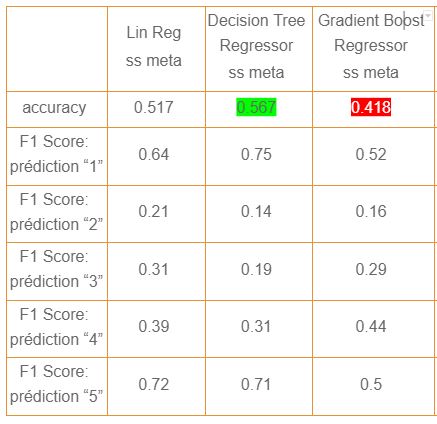 Lin Reg
ss meta
Decision Tree
Regressor
ss meta
Gradient Boost
Regressor
ss meta
accuracy 0.517 0.567 0.418
F1 Score:
prédiction “1” 0.64 0.75 0.52
F1 Score:
prédiction “2” 0.21 0.14 0.16
F1 Score:
prédiction “3” 0.31 0.19 0.29
F1 Score:
prédiction “4” 0.39 0.31 0.44
F1 Score:
prédiction “5” 0.72 0.71 0.5